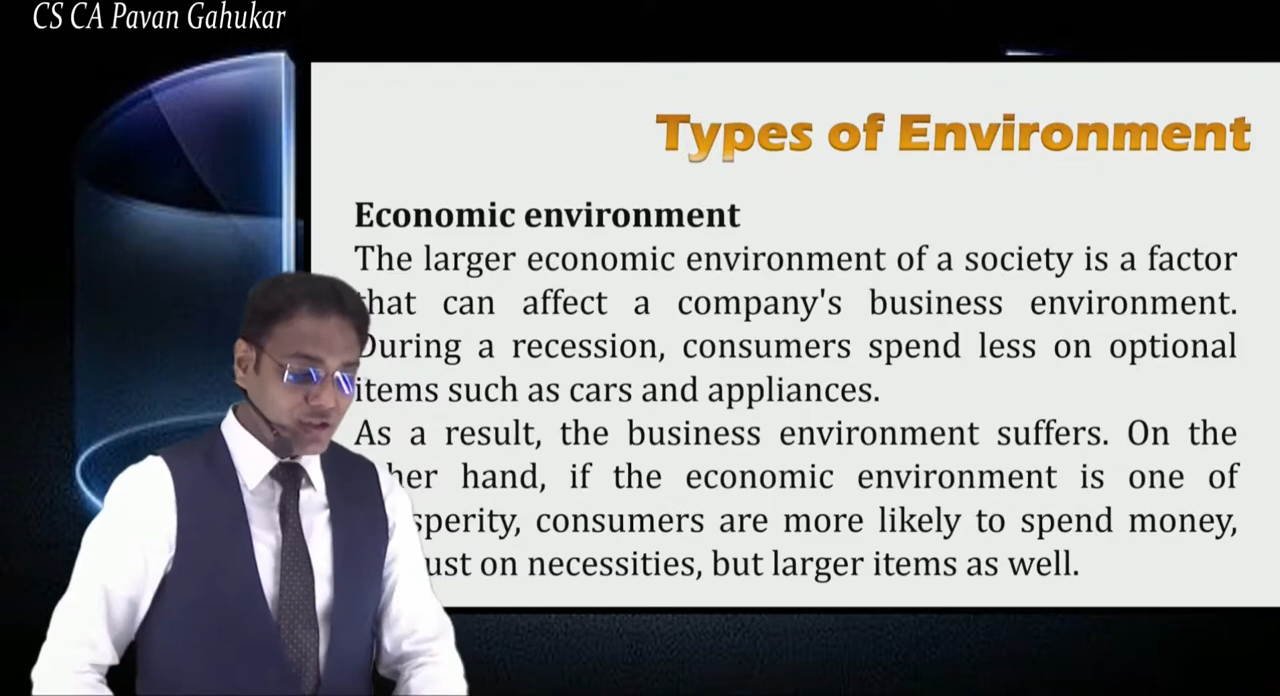 CS CA Pavan Gahukar
Types of Environment
Economic environment
The larger economic environment of a society is a factor
that can affect a company's business environment.
During a recession, consumers spend less on optional
items such as cars and appliances.
As a result, the business environment suffers. On the
hand, if the economic environment is one of
consumers are more likely to spend money,
on necessities, but larger items as well.